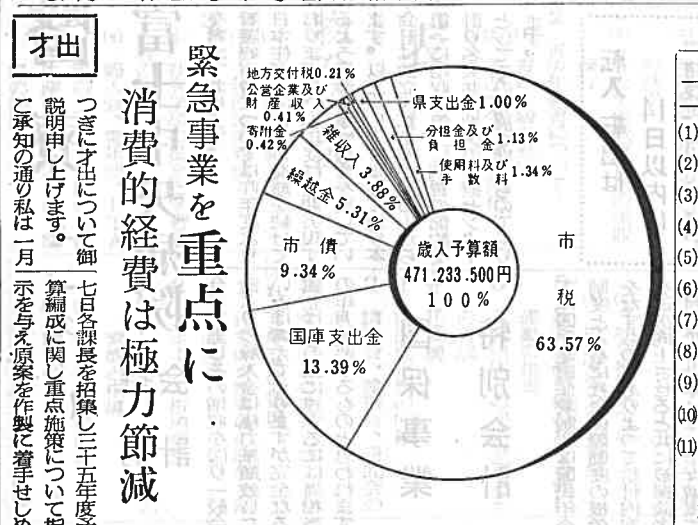 緊急事業を重点に
消費的経費は極力節減
才出
つぎに才出について御
説明申し上げます。
ご承知の通り私は一月
七日各課長を招集し三十五年度予
算編成に関し重点施策について指
示を与え原案を作製に着手せしめ
地方交付税0.21%
公営企業及び
財産収入
0.41%
寄附金
0.42%
雑収入3.88%
繰越金5.31%
市債
9.34%
国庫支出金
13.39%
県支出金1.00%
分担金及び
負担金1.13%
使用料及び
手数料1.34%
歳入予算額
471.233.500円
100%
市税
63.57%
(1)
(2)
(3)
(4)
(5)
(6)
(7)
(8)
(9)
(10)
(11)